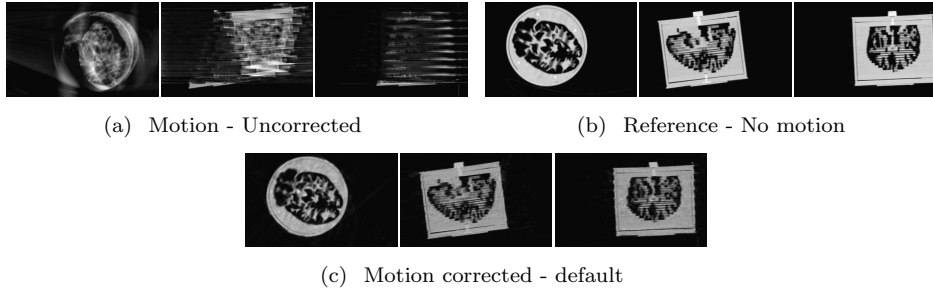 (a) Motion - Uncorrected
(b) Reference - No motion
(c) Motion corrected - default